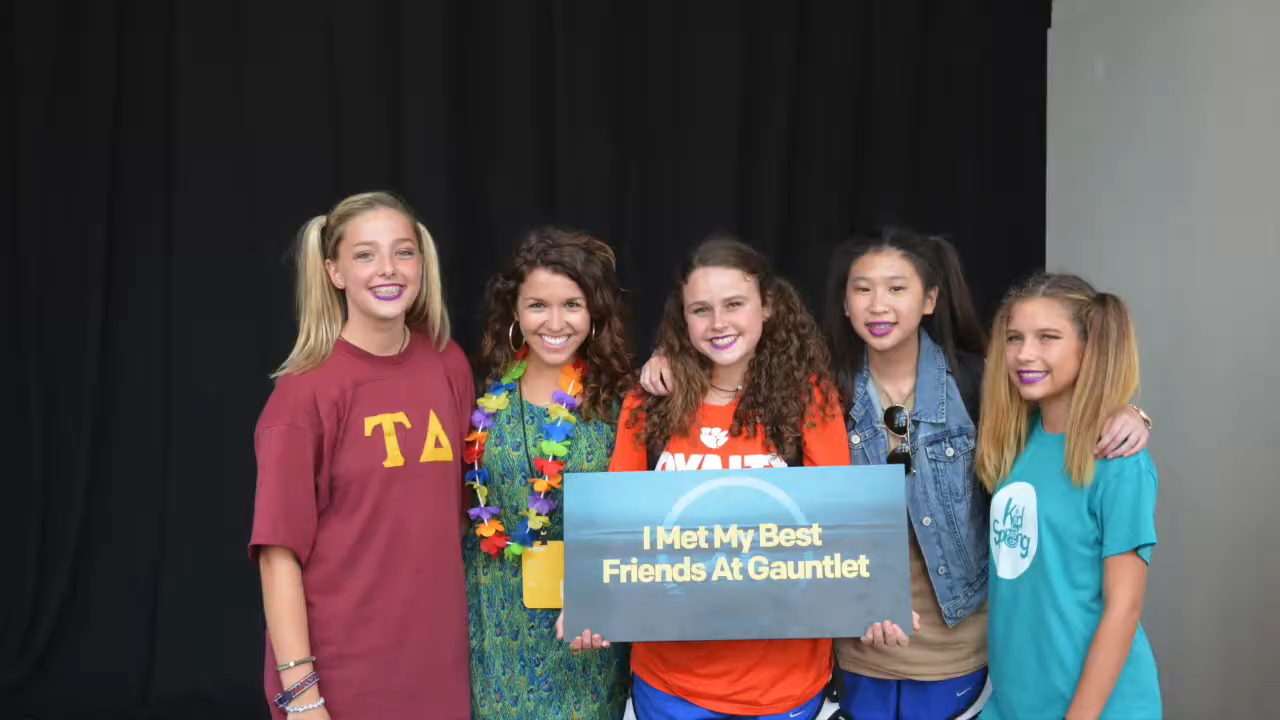 ΤΔ
I Met My Best
Friends At Gauntlet
Kid
Spring